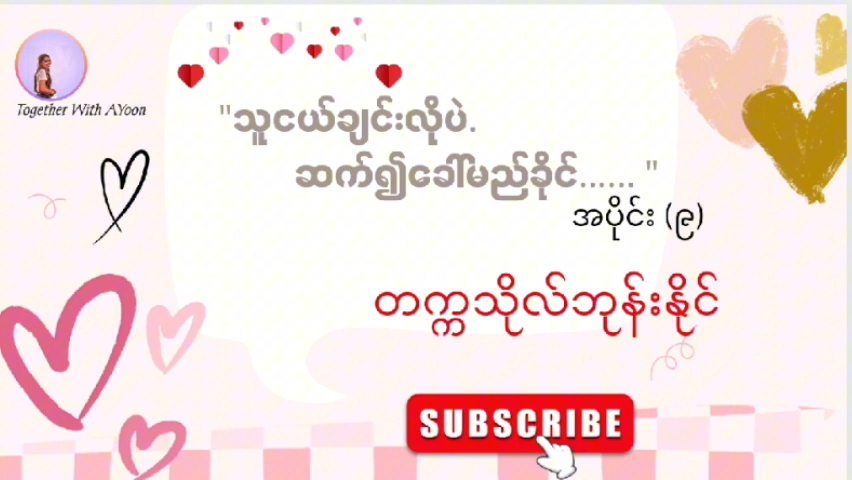 Together With AYoon
"သူငယ်ချင်းလိုပဲ.
ဆက်၍ခေါ်မည်ခိုင်...... "
အပိုင်း (၉)
တက္ကသိုလ်ဘုန်းနိုင်
SUBSCRIBE